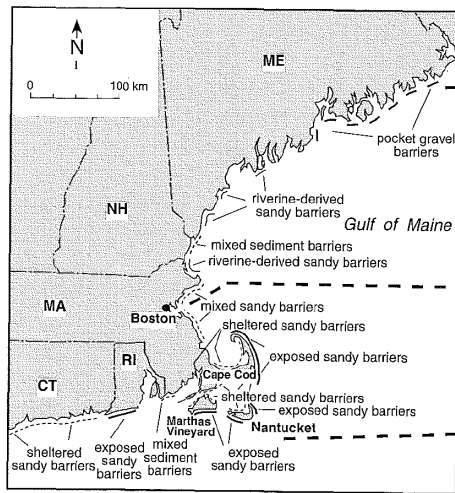 N
0 100 km
ME
pocket gravel
barriers
NH
riverine-derived
sandy barriers
Gulf of Maine
mixed sediment barriers
riverine-derived sandy barriers
MA
Boston
mixed sandy barriers
sheltered sandy barriers
RI
exposed sandy barriers
Cape Cod
CT
sheltered sandy barriers
exposed sandy barriers
Marthas
Vineyard
Nantucket
sheltered
sandy barriers
exposed
sandy
barriers
mixed
sediment
barriers
exposed
sandy barriers